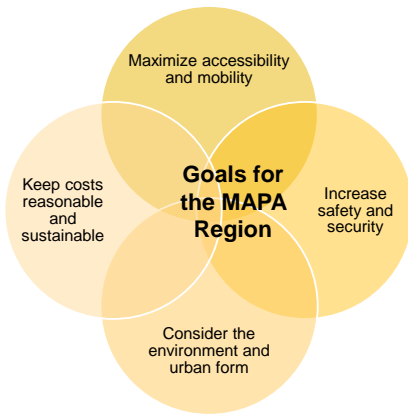 Maximize accessibility
and mobility
Keep costs
reasonable
and
sustainable
Goals for
the MAPA
Region
Increase
safety and
security
Consider the
environment and
urban form